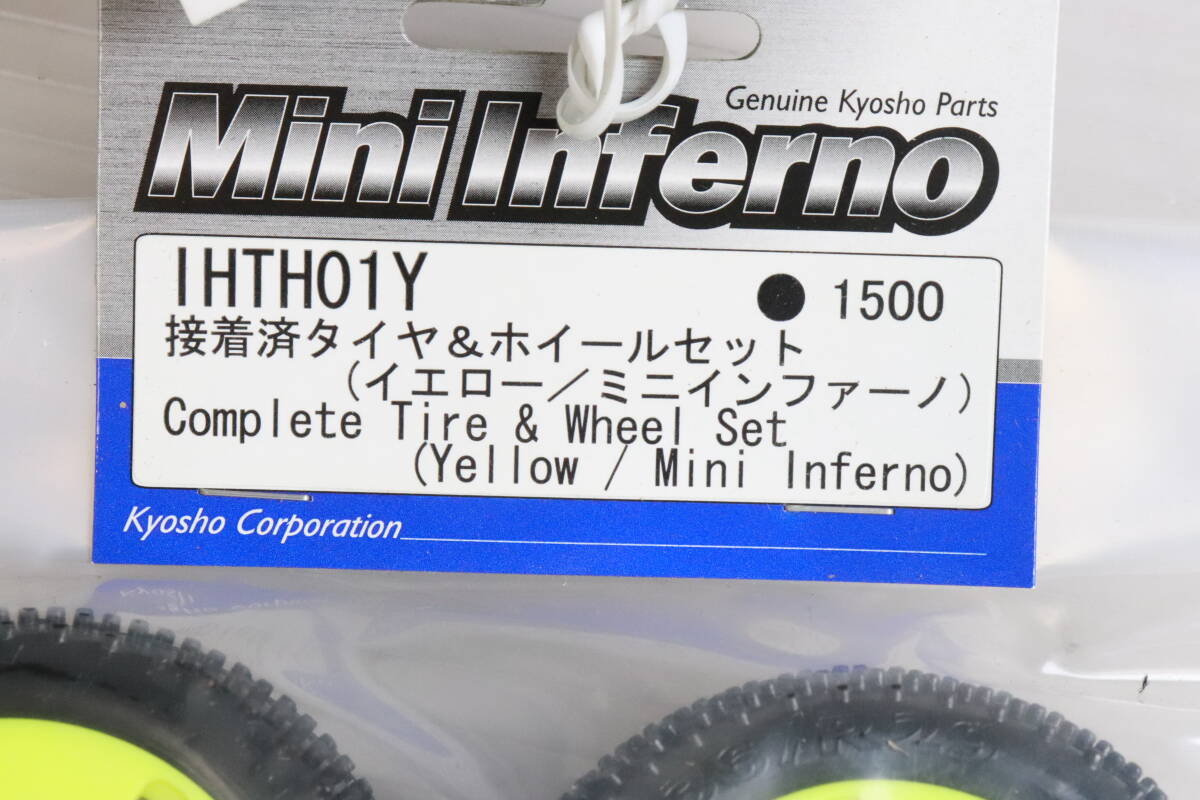 Genuine Kyosho Parts
Mini Inferno
IHTH01Y ● 1500
接着済タイヤ&ホイールセット
(イエロー/ミニインファーノ)
Complete Tire & Wheel Set
(Yellow / Mini Inferno)
Kyosho Corporation